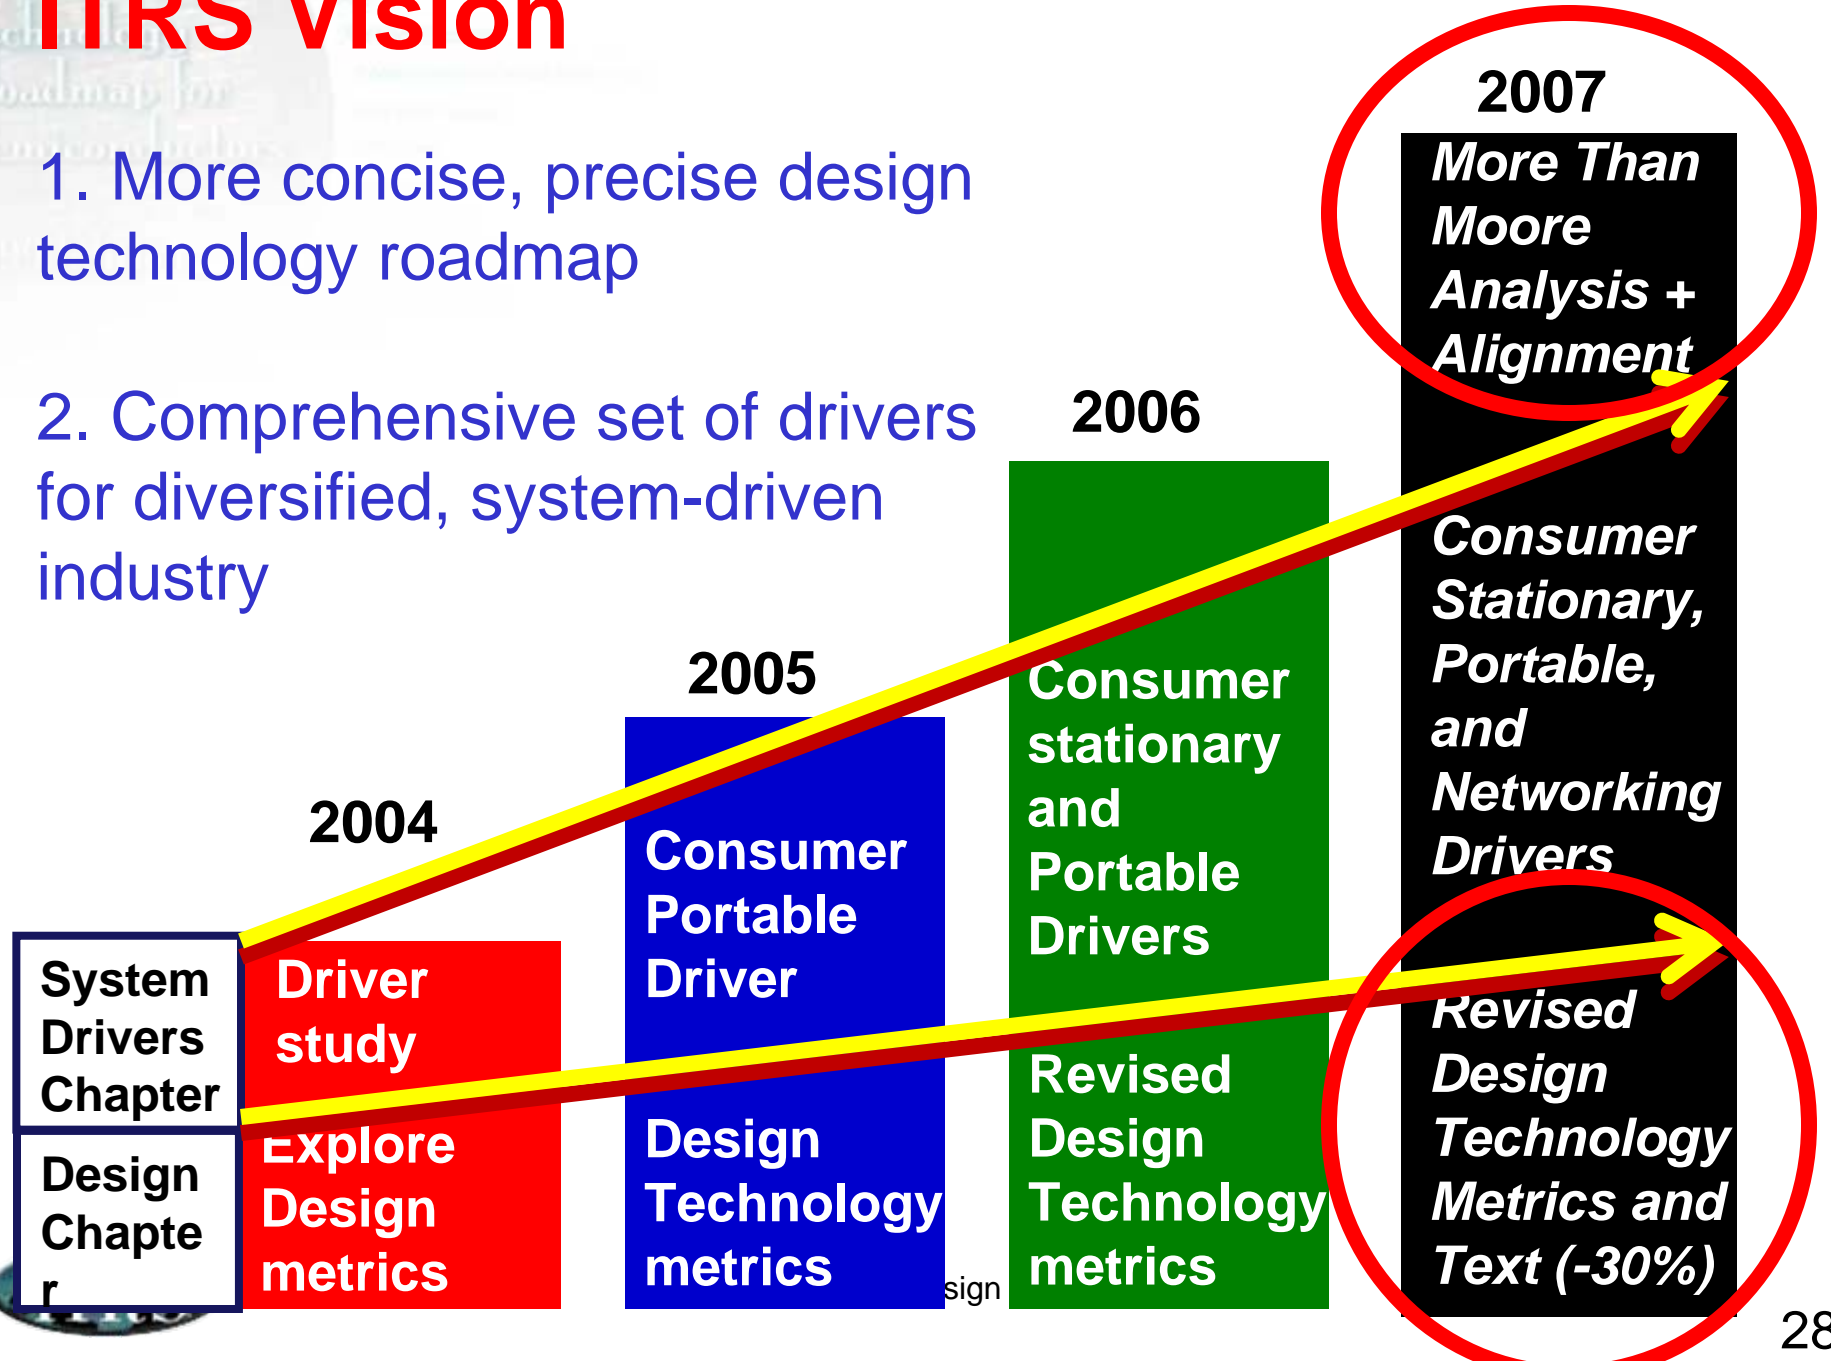 ITRS Vision
1. More concise, precise design
technology roadmap
2. Comprehensive set of drivers
for diversified, system-driven
industry
2004
2005
2006
2007
System
Drivers
Chapter
Design
Chapte
r
Driver
study
Explore
Design
metrics
Consumer
Portable
Driver
Design
Technology
metrics
Consumer
stationary
and
Portable
Drivers
Revised
Design
Technology
metrics
More Than
Moore
Analysis +
Alignment
Consumer
Stationary,
Portable,
and
Networking
Drivers
Revised
Design
Technology
Metrics and
Text (-30%)
sign
28